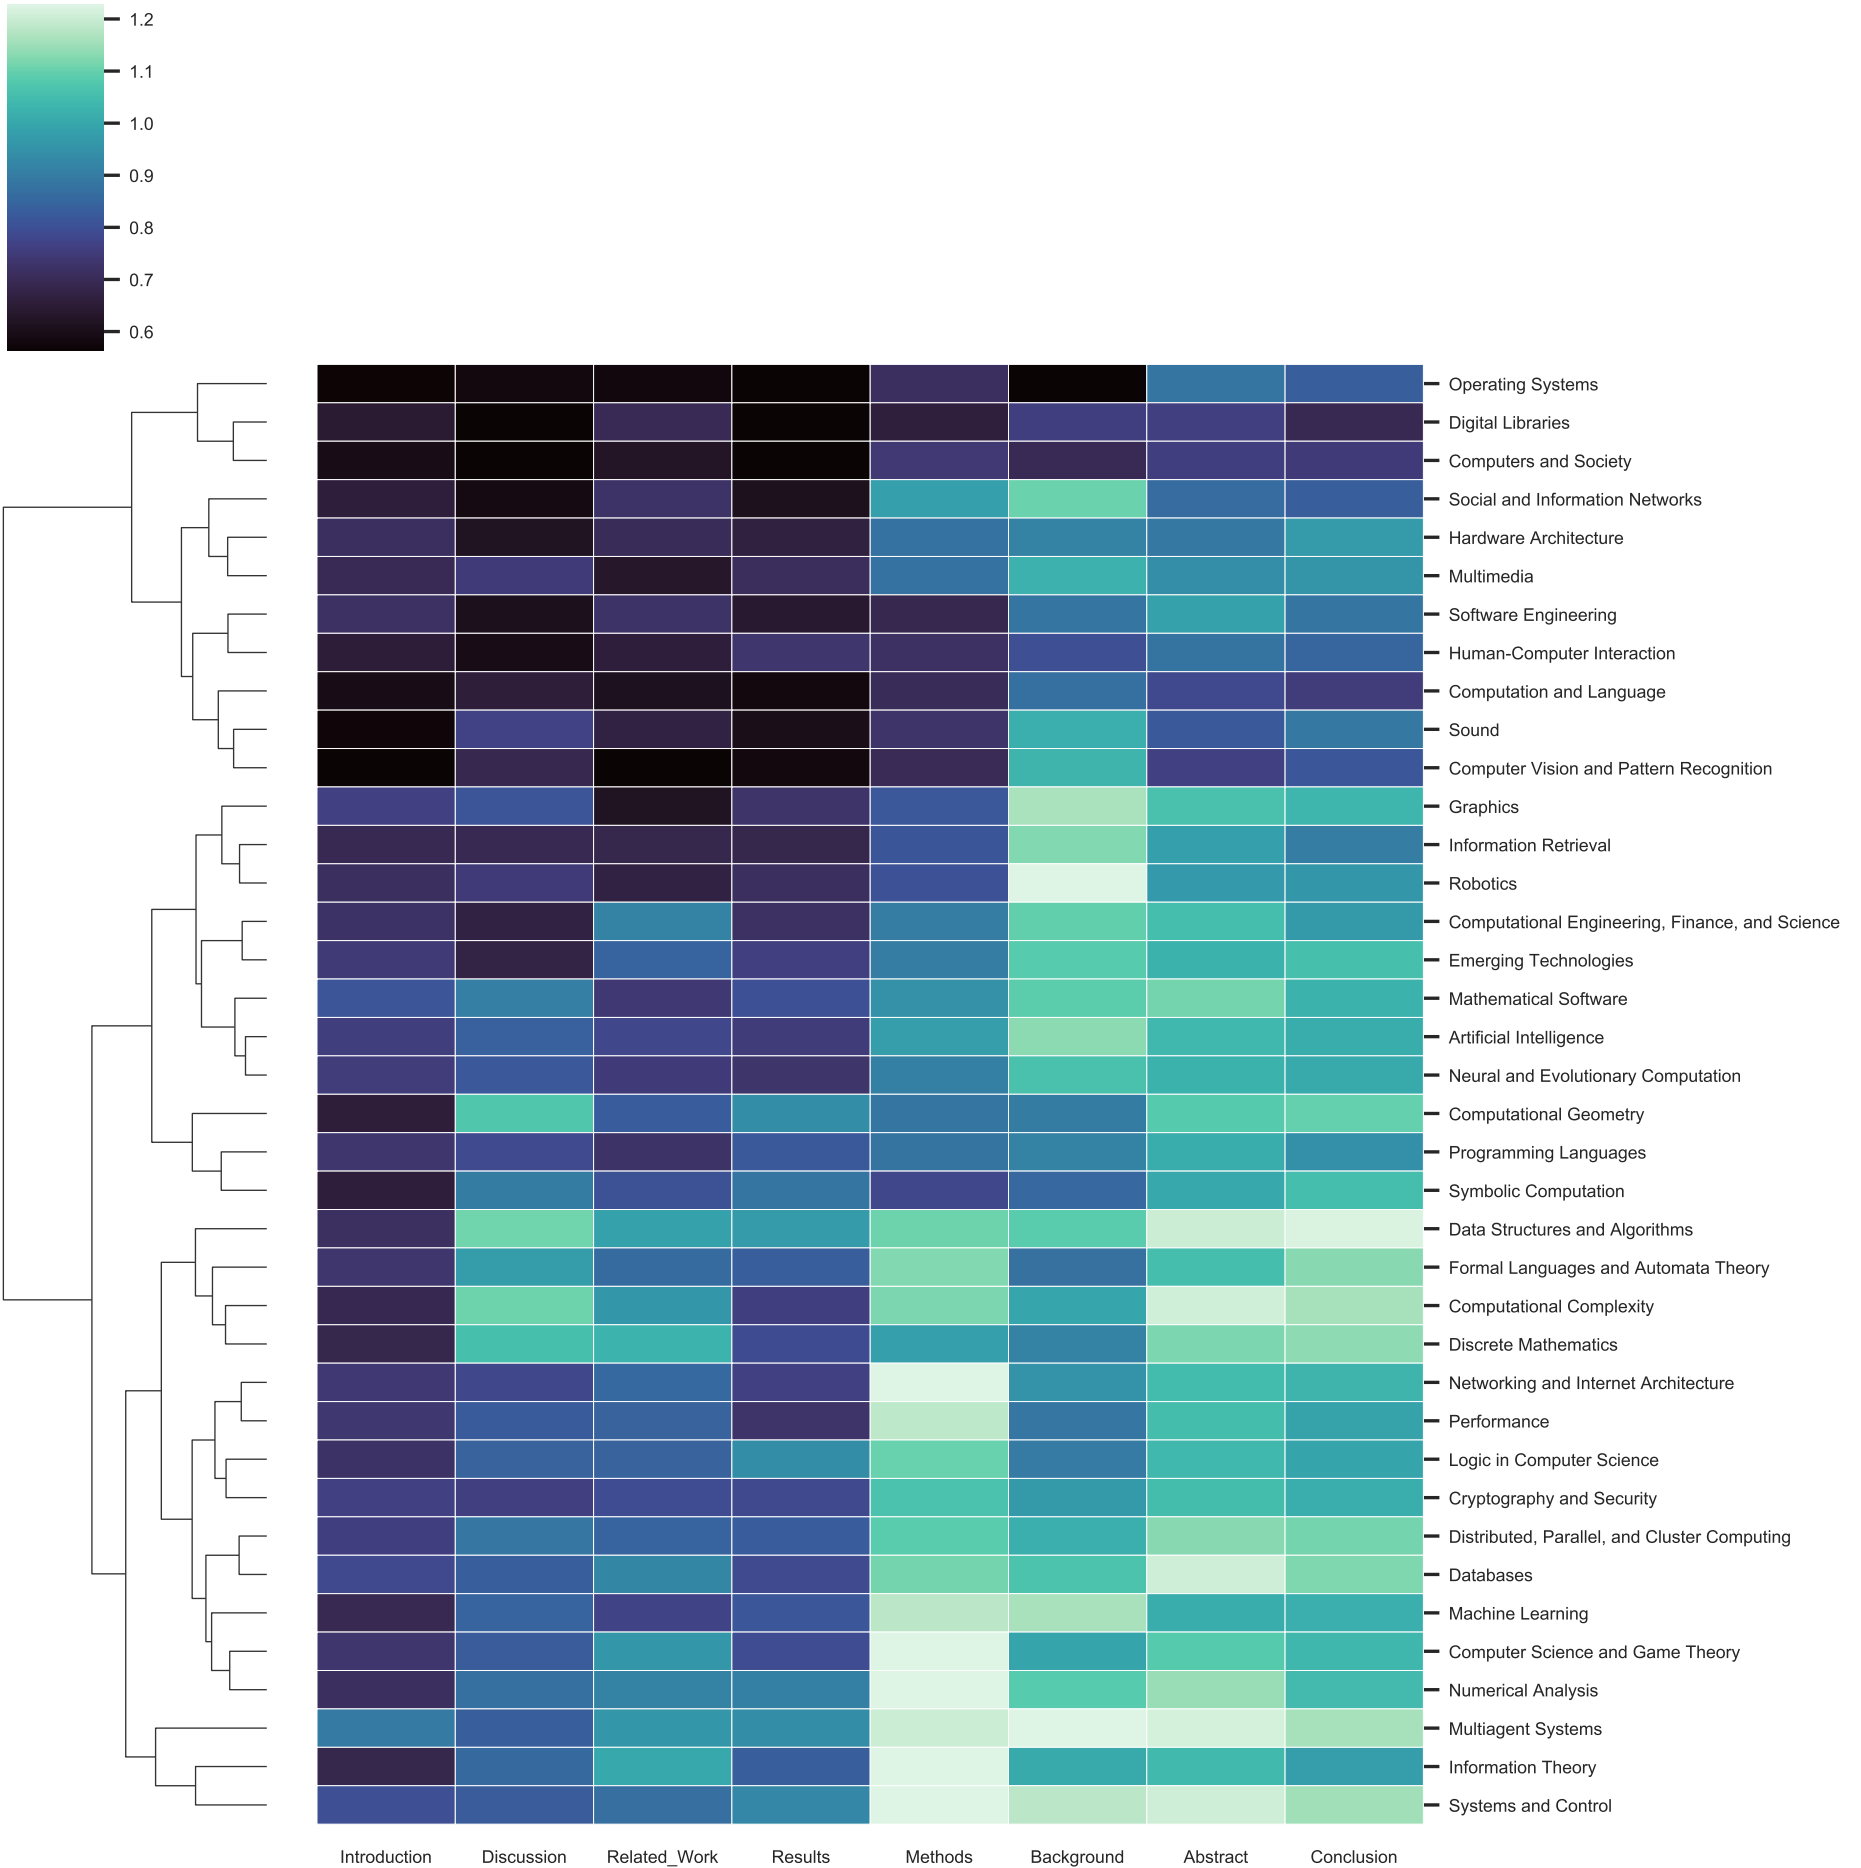 1.2
1.1
1.0
0.9
0.8
0.7
0.6
Operating Systems
Digital Libraries
Computers and Society
Social and Information Networks
Hardware Architecture
Multimedia
Software Engineering
Human-Computer Interaction
Computation and Language
Sound
Computer Vision and Pattern Recognition
Graphics
Information Retrieval
Robotics
Computational Engineering, Finance, and Science
Emerging Technologies
Mathematical Software
Artificial Intelligence
Neural and Evolutionary Computation
Computational Geometry
Programming Languages
Symbolic Computation
Data Structures and Algorithms
Formal Languages and Automata Theory
Computational Complexity
Discrete Mathematics
Networking and Internet Architecture
Performance
Logic in Computer Science
Cryptography and Security
Distributed, Parallel, and Cluster Computing
Databases
Machine Learning
Computer Science and Game Theory
Numerical Analysis
Multiagent Systems
Information Theory
Systems and Control
Introduction Discussion Related_Work Results Methods Background Abstract Conclusion